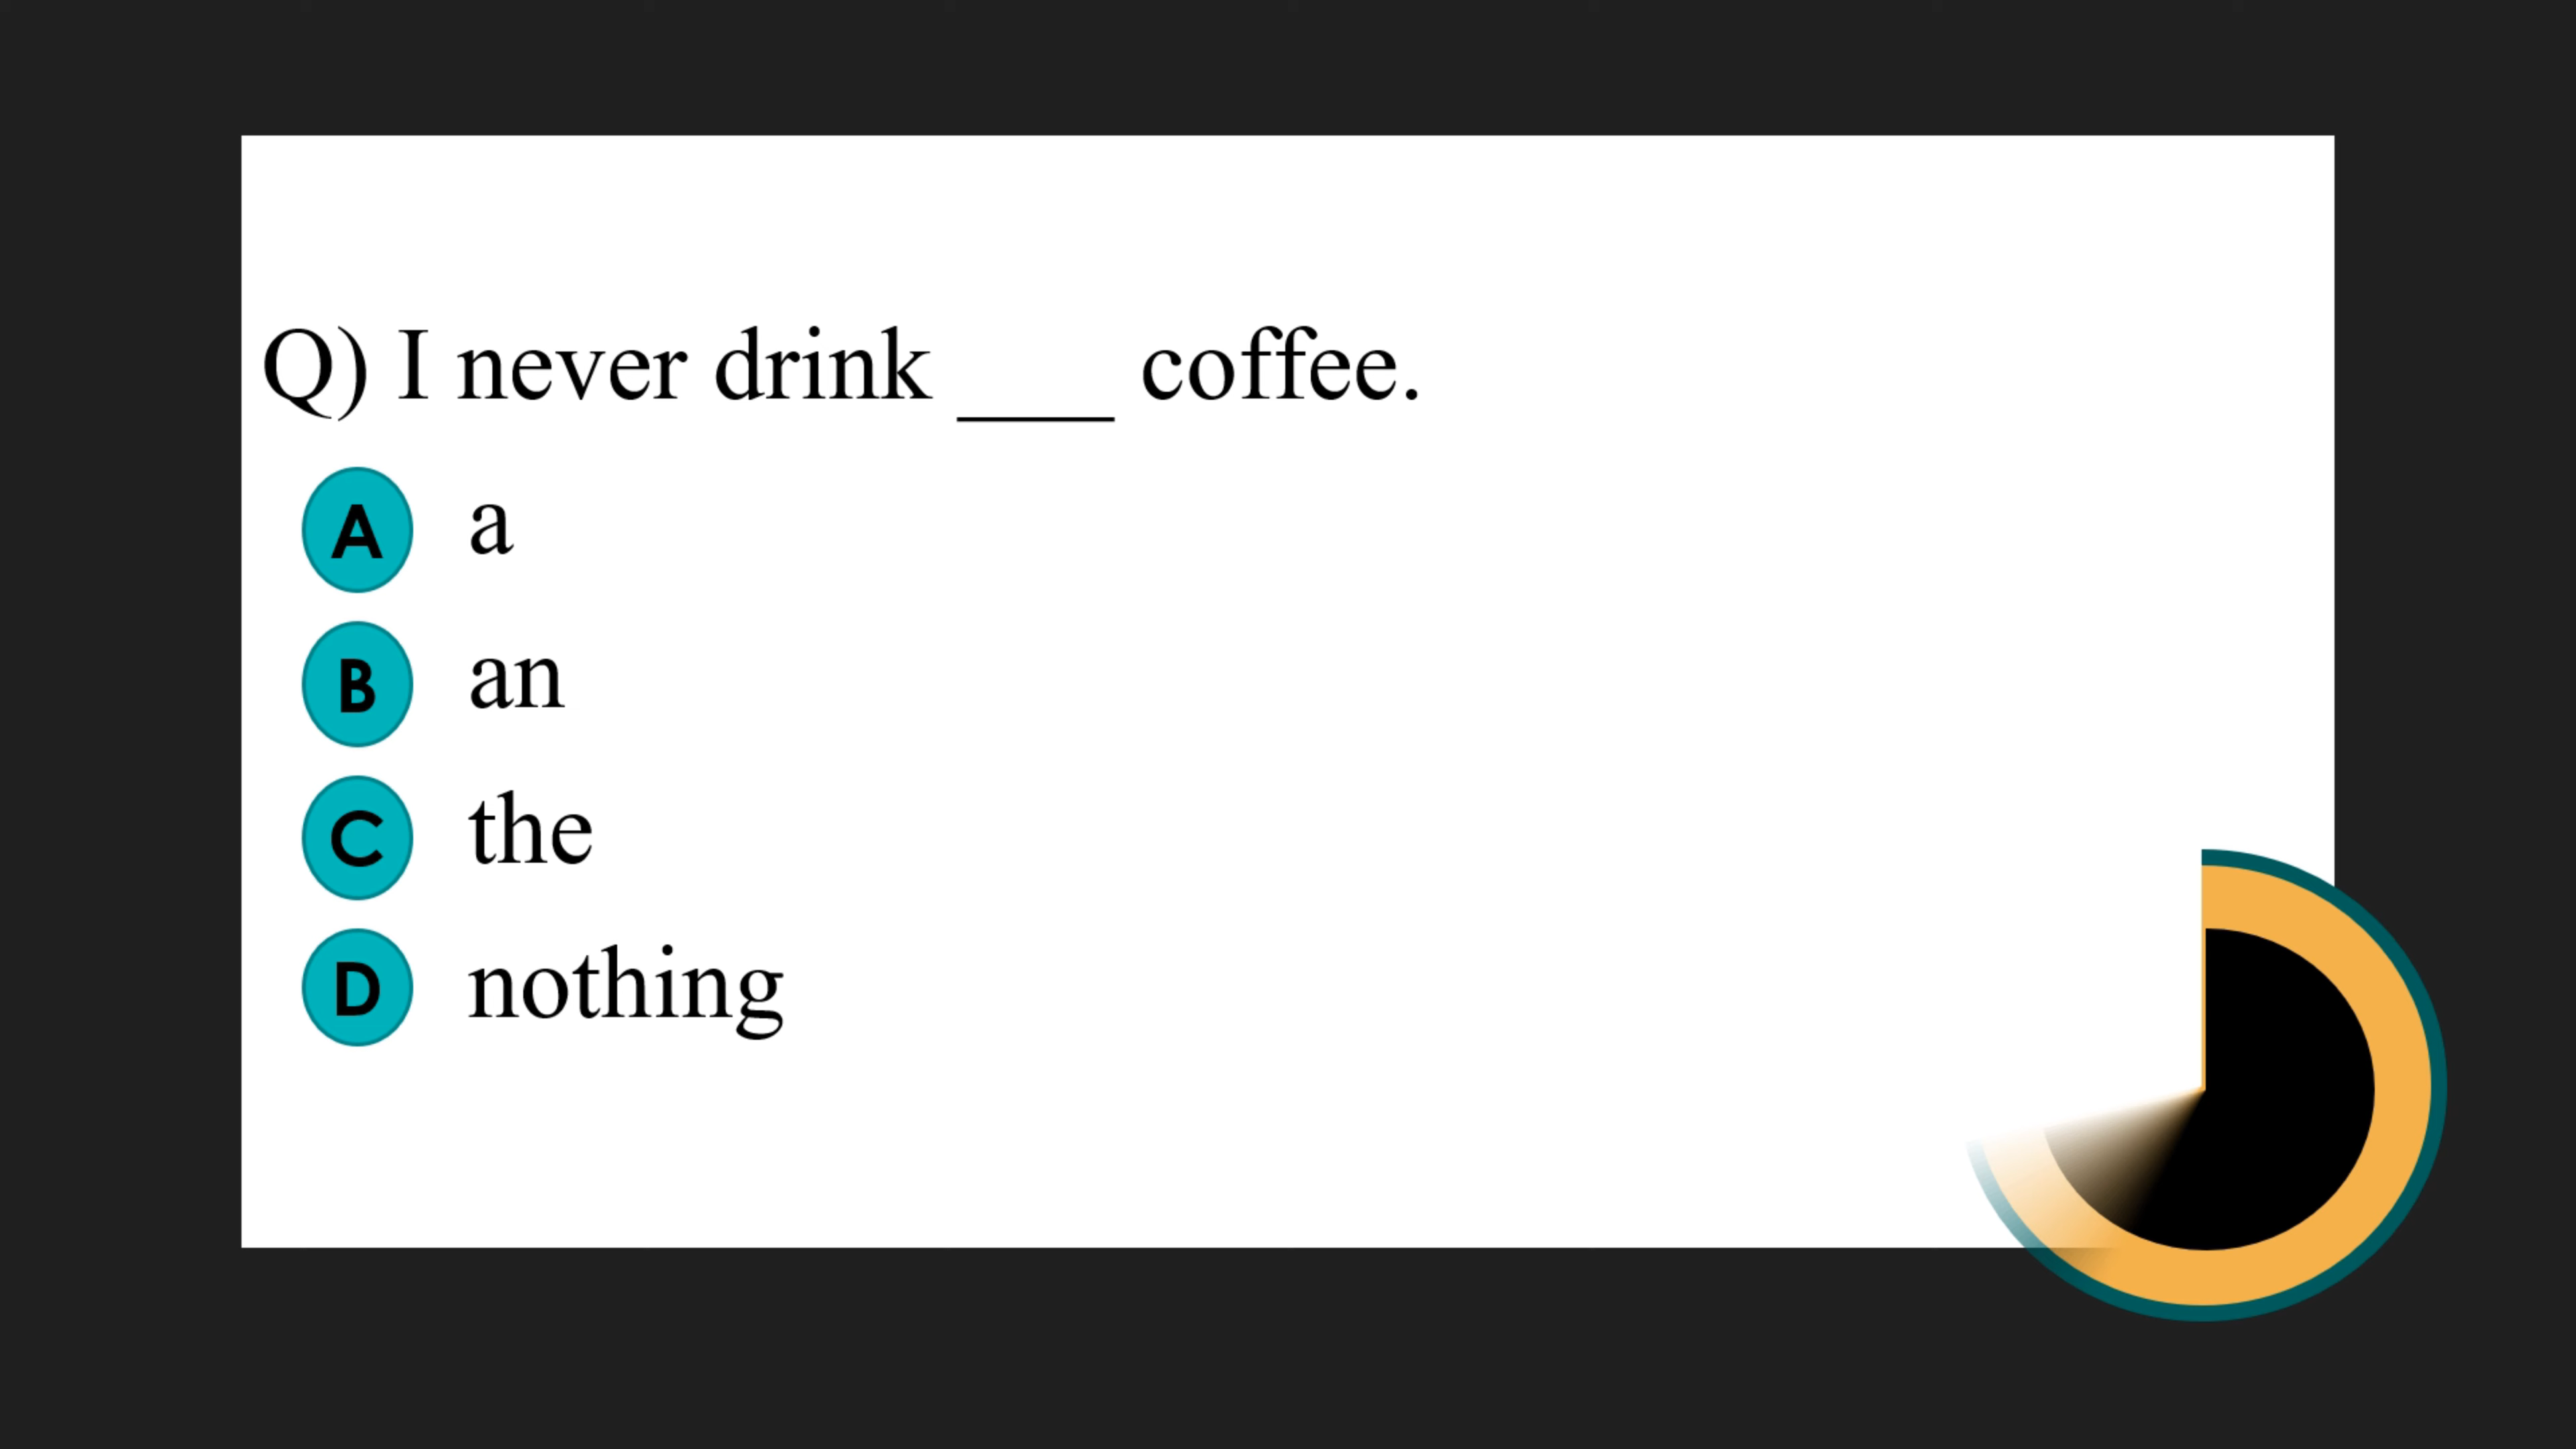 Q) I never drink ___ coffee.
A a
B an
C the
D nothing